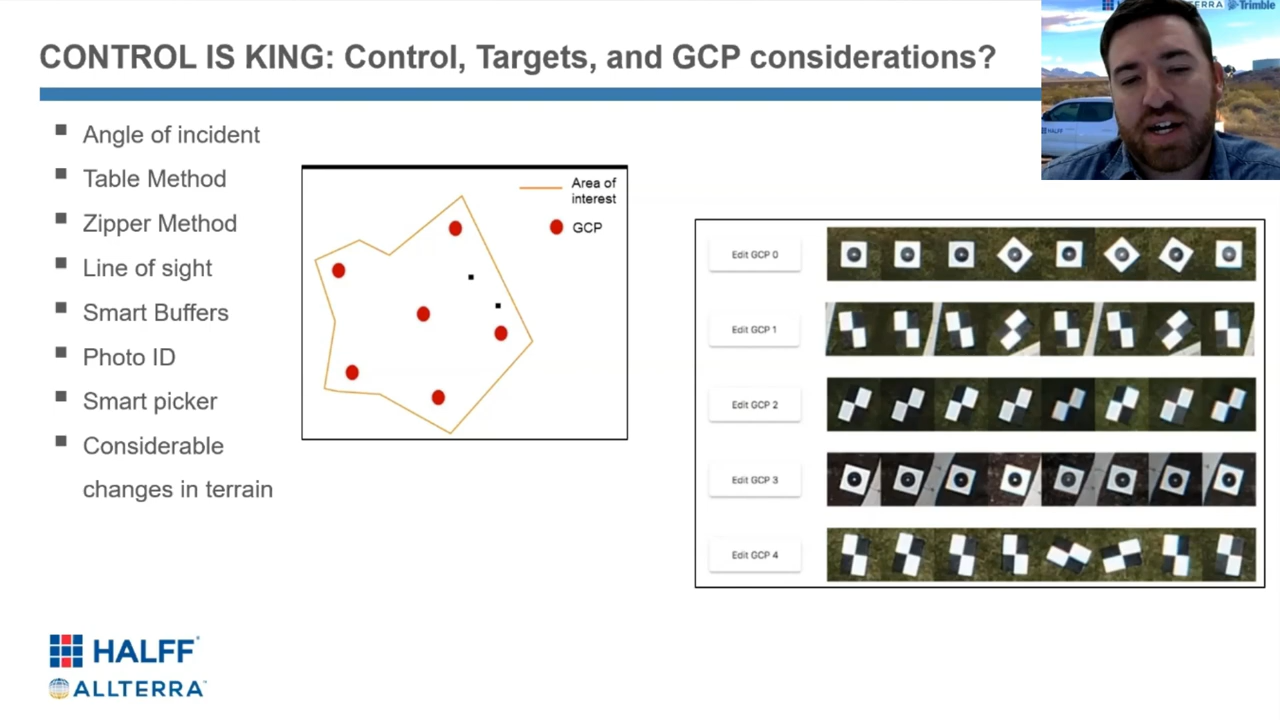 CONTROL IS KING: Control, Targets, and GCP considerations?
Angle of incident
Table Method
Zipper Method
Line of sight
Smart Buffers
Photo ID
Smart picker
Considerable
changes in terrain
Area of
interest
GCP
Edit GCP 0
Edit GCP 1
Edit GCP 2
Edit GCP 3
Edit GCP 4
HALFF
ALLTERRA
Trimble
HALFF